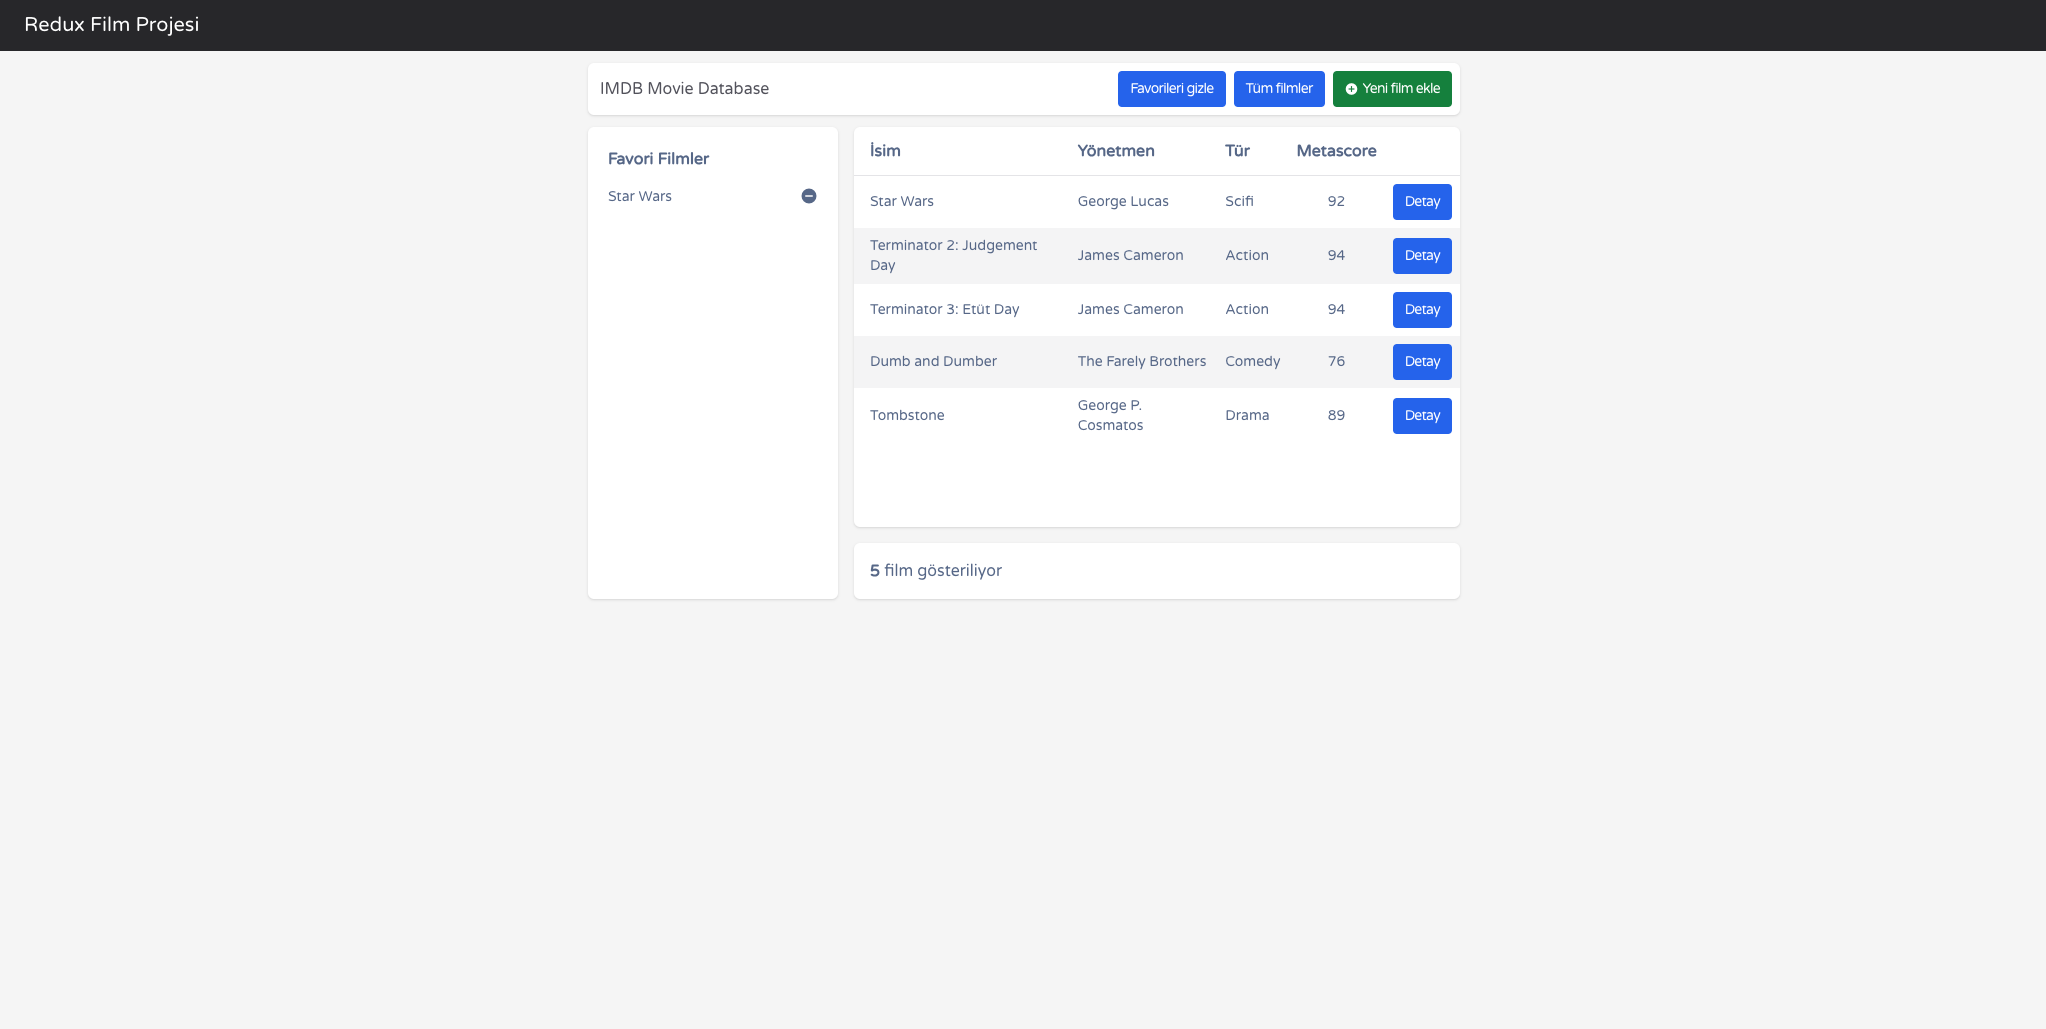 Redux Film Projesi
IMDB Movie Database
Favorileri gizle
Tüm filmler
Yeni film ekle
Favori Filmler
Star Wars
İsim Yönetmen Tür Metascore
Star Wars George Lucas Scifi 92 Detay
Terminator 2: Judgement
Day
James Cameron Action 94 Detay
Terminator 3: Etüt Day James Cameron Action 94 Detay
Dumb and Dumber The Farely Brothers Comedy 76 Detay
Tombstone
George P.
Cosmatos
Drama 89 Detay
5 film gösteriliyor